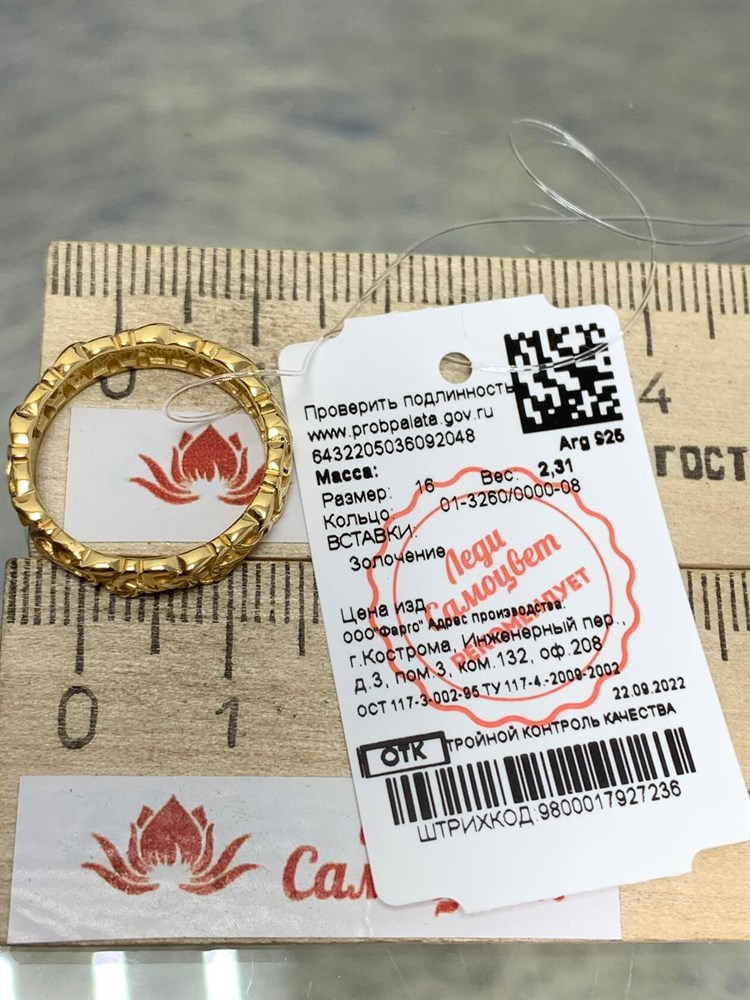 Проверить подлинность
www.probpalata.gov.ru
6432205036092048
Arg 925
Масса:
Размер: 16 Вес: 2,31
Кольцо: 01-3260/0000-08
ВСТАВКИ:
Золочение
Леди
Самоцвет
РЕКОМЕНДУЕТ
Цена изд.
ООО"Фарго" Адрес производства:
г.Кострома, Инженерный пер.,
д.3, пом.3, ком.132, оф.208
ОСТ 117-3-002-95 ТУ 117-4.-2009-2002
22.09.2022
ОТК ТРОЙНОЙ КОНТРОЛЬ КАЧЕСТВА
ШТРИХКОД:9800017927236
0
4
ГОСТ
0 1